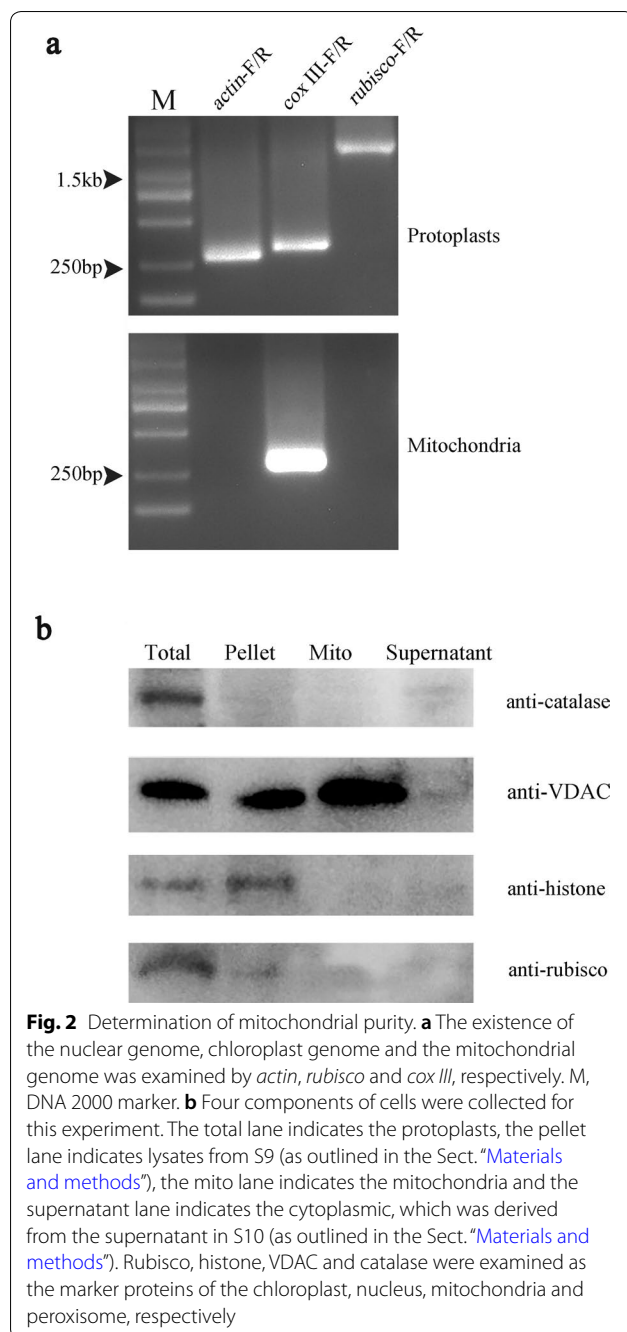 a
M actin-F/R cox III-F/R rubisco-F/R
1.5kb
Protoplasts
250bp
Mitochondria
250bp
b
Total Pellet Mito Supernatant
anti-catalase
anti-VDAC
anti-histone
anti-rubisco
Fig. 2 Determination of mitochondrial purity. a The existence of
the nuclear genome, chloroplast genome and the mitochondrial
genome was examined by actin, rubisco and cox III, respectively. M,
DNA 2000 marker. b Four components of cells were collected for
this experiment. The total lane indicates the protoplasts, the pellet
lane indicates lysates from S9 (as outlined in the Sect. “Materials
and methods”), the mito lane indicates the mitochondria and the
supernatant lane indicates the cytoplasmic, which was derived
from the supernatant in S10 (as outlined in the Sect. “Materials and
methods”). Rubisco, histone, VDAC and catalase were examined as
the marker proteins of the chloroplast, nucleus, mitochondria and
peroxisome, respectively